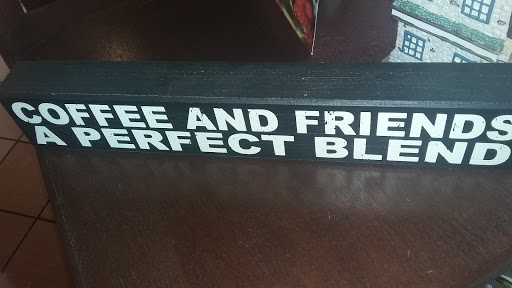 COFFEE AND FRIENDS
A PERFECT BLEND